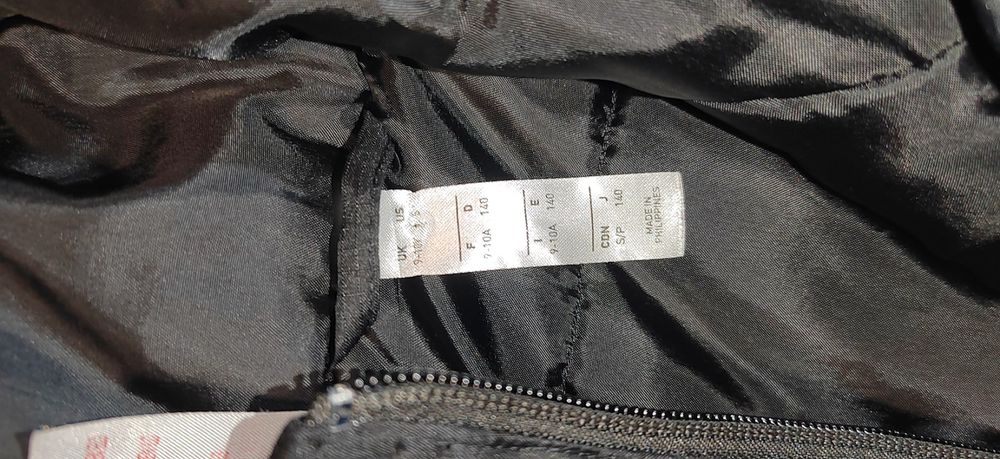 UK US
9-10Y
F D
9-10A 140
I E
9-10A 140
CDN J
S/P 140
MADE IN
PHILIPPINES